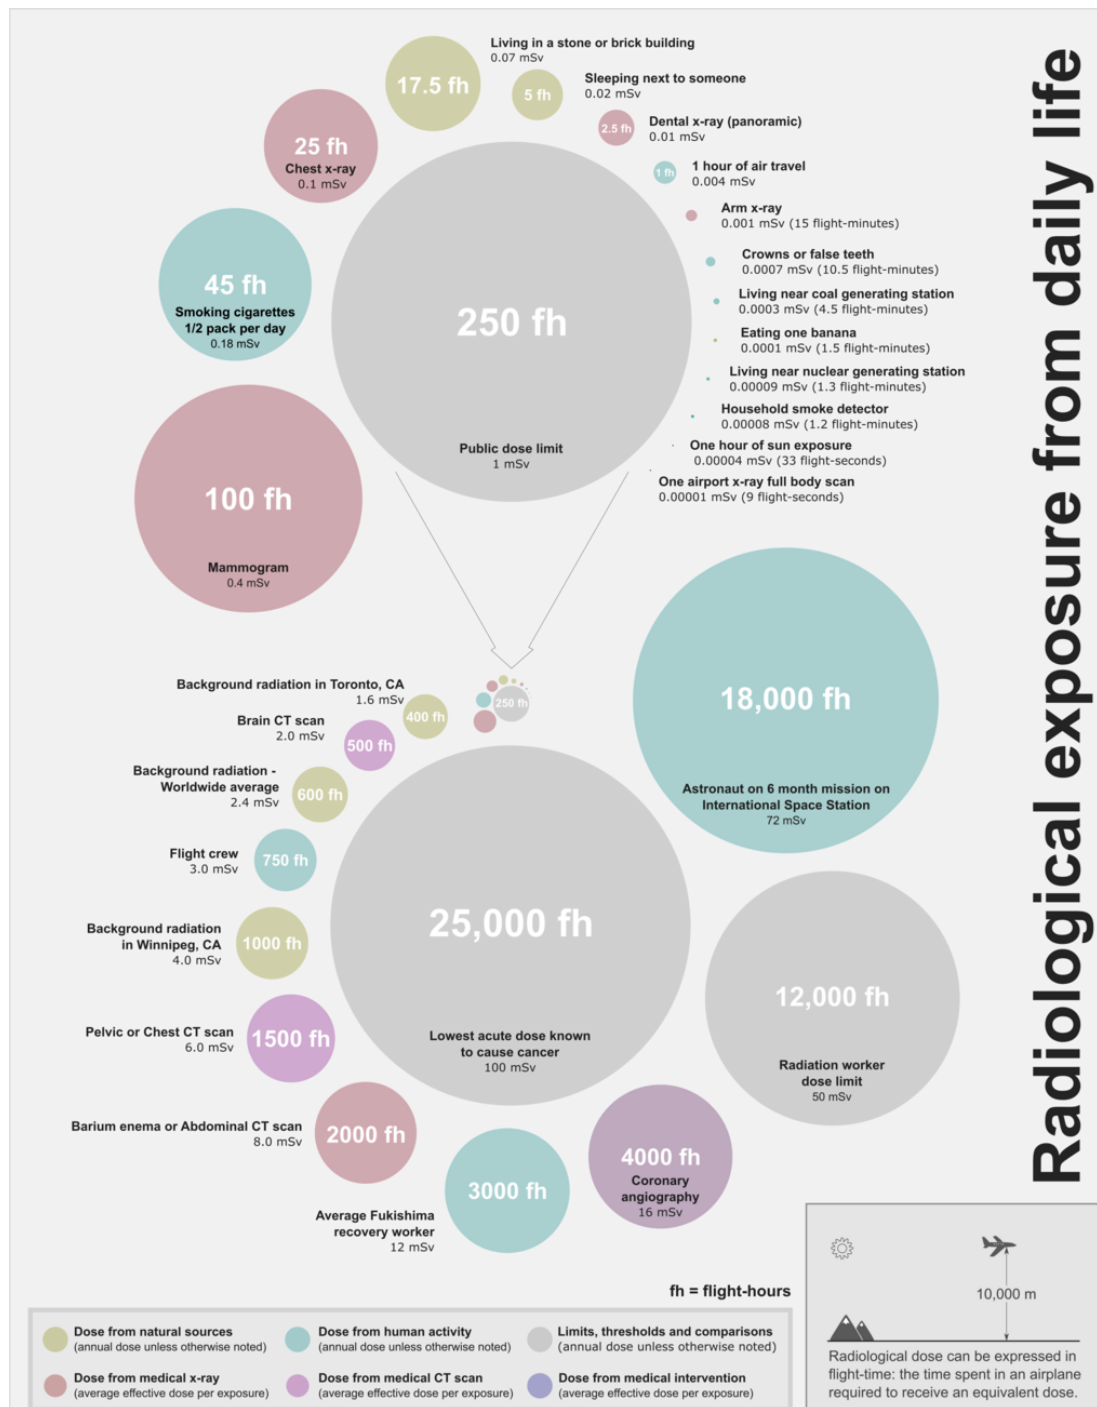 Radiological exposure from daily life
17.5 fh
Living in a stone or brick building
0.07 mSv
5 fh
Sleeping next to someone
0.02 mSv
2.5 fh
Dental x-ray (panoramic)
0.01 mSv
1 fh
1 hour of air travel
0.004 mSv
Arm x-ray
0.001 mSv (15 flight-minutes)
Crowns or false teeth
0.0007 mSv (10.5 flight-minutes)
Living near coal generating station
0.0003 mSv (4.5 flight-minutes)
Eating one banana
0.0001 mSv (1.5 flight-minutes)
Living near nuclear generating station
0.00009 mSv (1.3 flight-minutes)
Household smoke detector
0.00008 mSv (1.2 flight-minutes)
One hour of sun exposure
0.00004 mSv (33 flight-seconds)
One airport x-ray full body scan
0.00001 mSv (9 flight-seconds)
25 fh
Chest x-ray
0.1 mSv
45 fh
Smoking cigarettes
1/2 pack per day
0.18 mSv
100 fh
Mammogram
0.4 mSv
250 fh
Public dose limit
1 mSv
250 fh
Background radiation in Toronto, CA
1.6 mSv
400 fh
Brain CT scan
2.0 mSv
500 fh
Background radiation -
Worldwide average
2.4 mSv
600 fh
Flight crew
3.0 mSv
750 fh
Background radiation
in Winnipeg, CA
4.0 mSv
1000 fh
Pelvic or Chest CT scan
6.0 mSv
1500 fh
Barium enema or Abdominal CT scan
8.0 mSv
2000 fh
Average Fukishima
recovery worker
12 mSv
3000 fh
4000 fh
Coronary
angiography
16 mSv
12,000 fh
Radiation worker
dose limit
50 mSv
18,000 fh
Astronaut on 6 month mission on
International Space Station
72 mSv
25,000 fh
Lowest acute dose known
to cause cancer
100 mSv
fh = flight-hours
Dose from natural sources
(annual dose unless otherwise noted)
Dose from human activity
(annual dose unless otherwise noted)
Limits, thresholds and comparisons
(annual dose unless otherwise noted)
Dose from medical x-ray
(average effective dose per exposure)
Dose from medical CT scan
(average effective dose per exposure)
Dose from medical intervention
(average effective dose per exposure)
10,000 m
Radiological dose can be expressed in
flight-time: the time spent in an airplane
required to receive an equivalent dose.